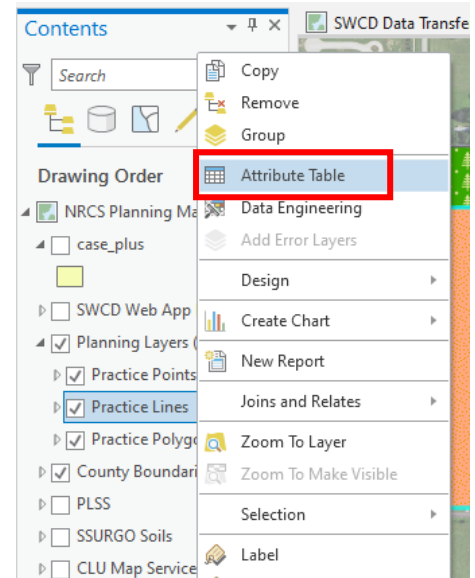 Contents
SWCD Data Transfe
Search
Copy
Remove
Group
Drawing Order
Attribute Table
NRCS Planning Ma
Data Engineering
case_plus
Add Error Layers
Design
SWCD Web App
Create Chart
Planning Layers (
New Report
Practice Points
Practice Lines
Joins and Relates
Practice Polygo
Zoom To Layer
County Boundari
Zoom To Make Visible
PLSS
Selection
SSURGO Soils
Label
CLU Map Service